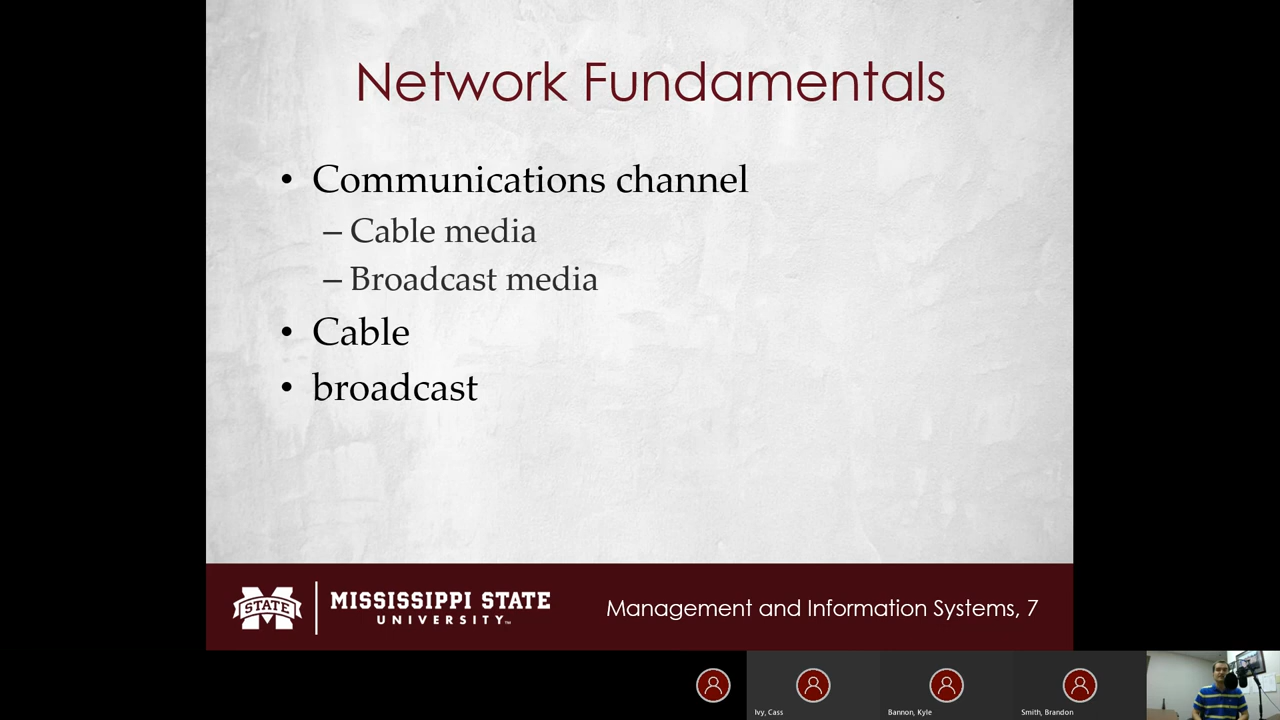 Network Fundamentals
• Communications channel
– Cable media
– Broadcast media
• Cable
• broadcast
STATE
MISSISSIPPI STATE
UNIVERSITY™
Management and Information Systems, 7
Ivy, Cass
Bannon, Kyle
Smith, Brandon